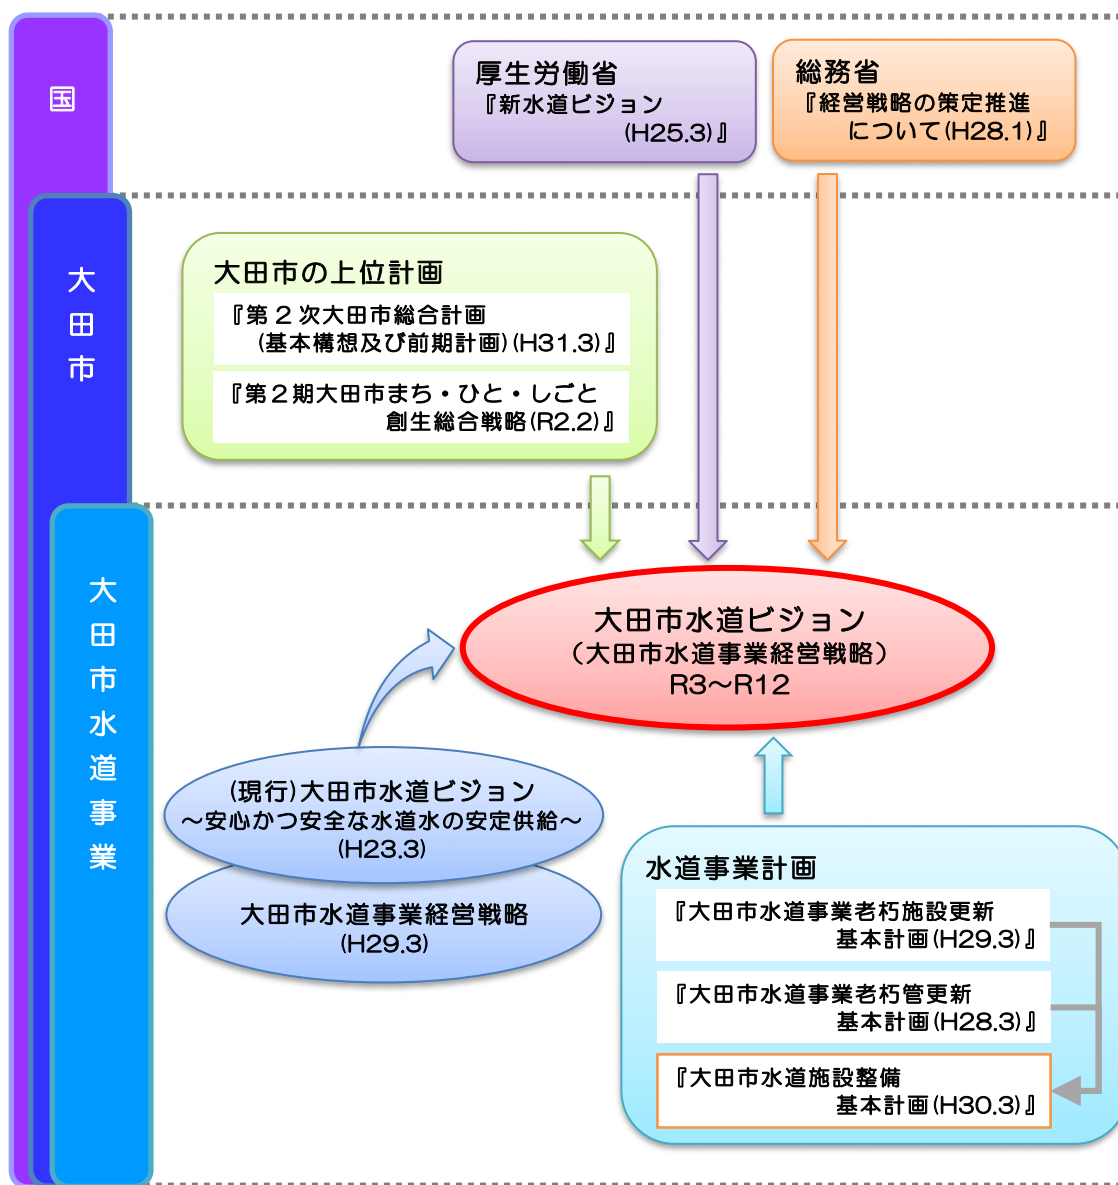 国
厚生労働省
『新水道ビジョン
(H25.3)』
総務省
『経営戦略の策定推進
について(H28.1)』
大田市
大田市の上位計画
『第2次大田市総合計画
(基本構想及び前期計画)(H31.3)』
『第2期大田市まち・ひと・しごと
創生総合戦略(R2.2)』
大田市水道事業
大田市水道ビジョン
(大田市水道事業経営戦略)
R3～R12
(現行)大田市水道ビジョン
～安心かつ安全な水道水の安定供給～
(H23.3)
大田市水道事業経営戦略
(H29.3)
水道事業計画
『大田市水道事業老朽施設更新
基本計画(H29.3)』
『大田市水道事業老朽管更新
基本計画(H28.3)』
『大田市水道施設整備
基本計画(H30.3)』